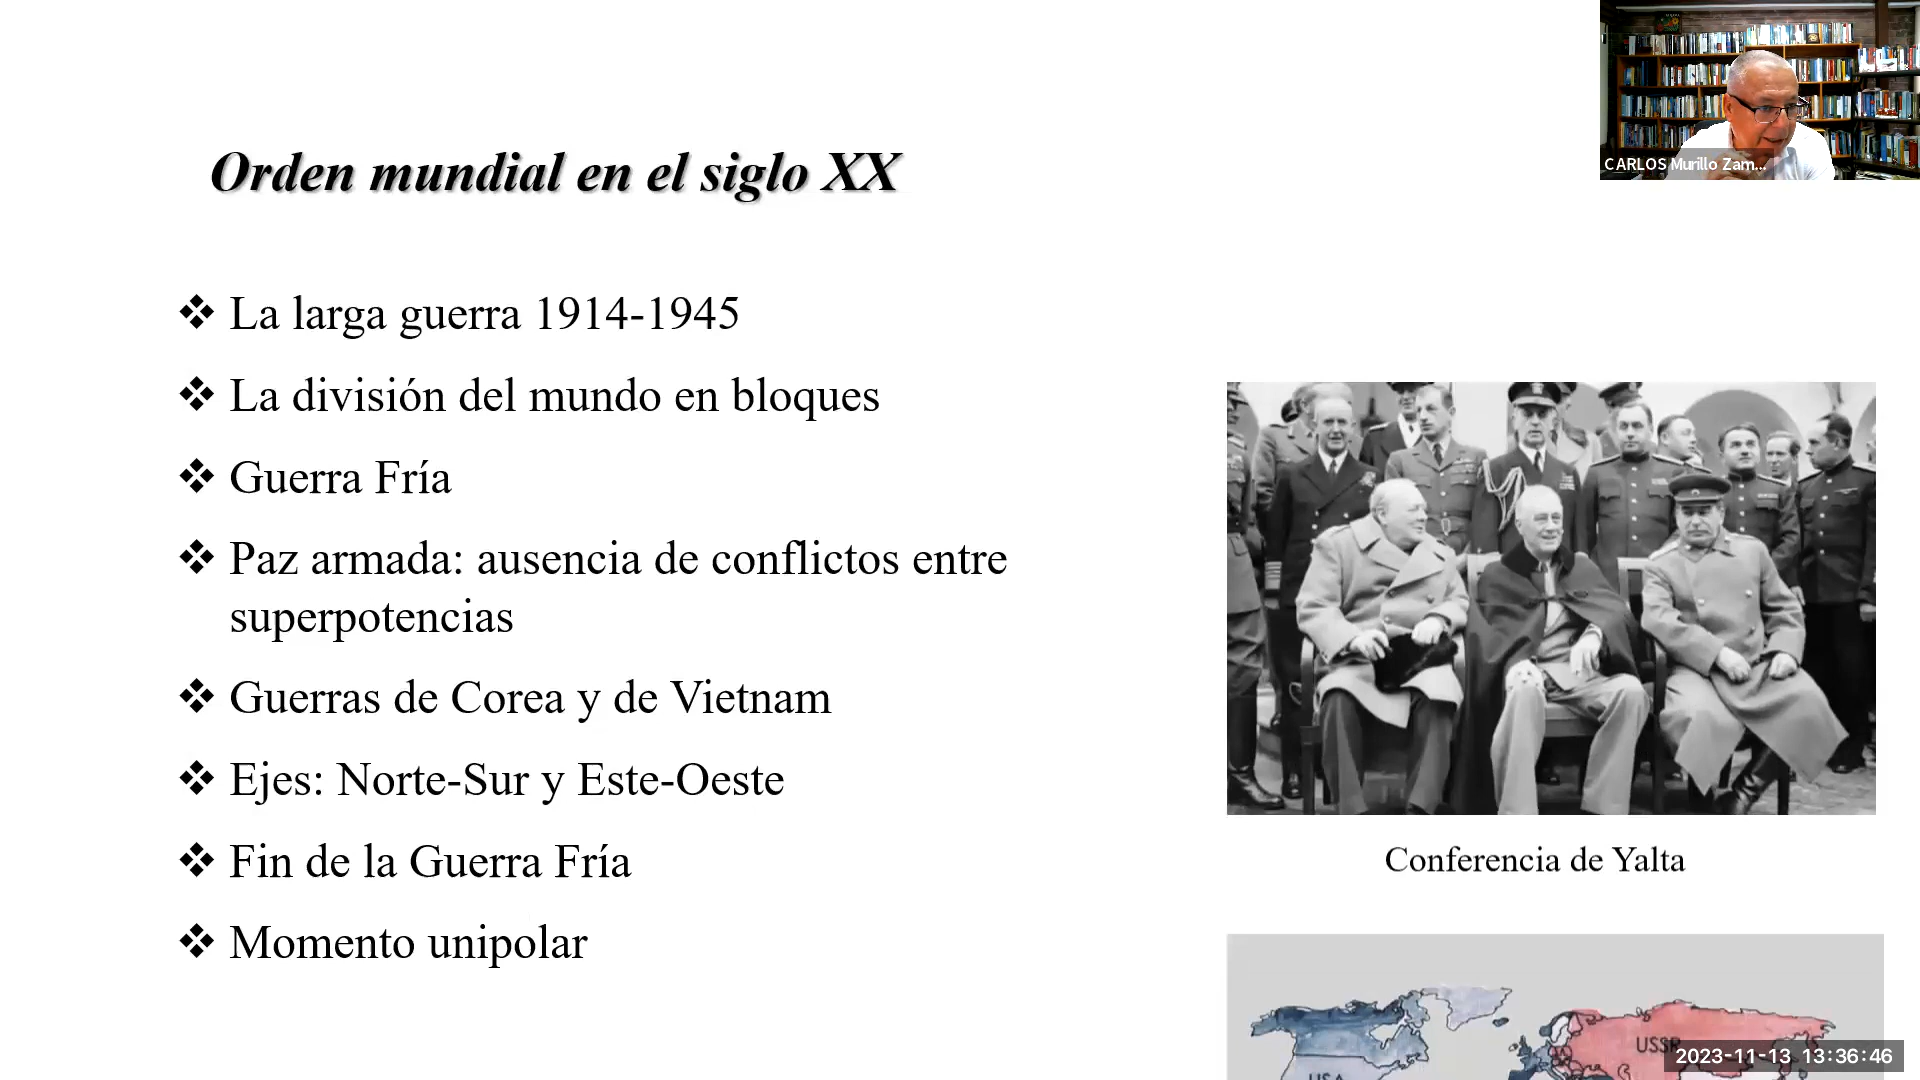 CARLOS Murillo Zam...
Orden mundial en el siglo XX
❖ La larga guerra 1914-1945
❖ La división del mundo en bloques
❖ Guerra Fría
❖ Paz armada: ausencia de conflictos entre
superpotencias
❖ Guerras de Corea y de Vietnam
❖ Ejes: Norte-Sur y Este-Oeste
❖ Fin de la Guerra Fría
❖ Momento unipolar
Conferencia de Yalta
USSR
USA
2023-11-13 13:36:46